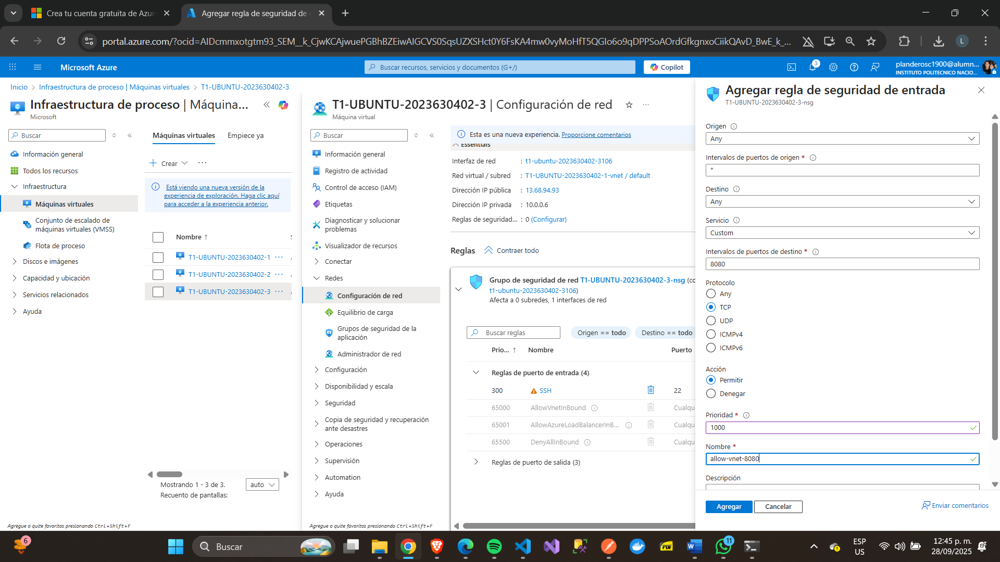 Crea tu cuenta gratuita de Azur
Agregar regla de seguridad de
portal.azure.com/?ocid=AIDcmmxotgtm93_SEM__k_CjwKCAjwuePGBhBZEiwAIGCVS0SqsUZXSHct0Y6FsKA4mw0vyMoHfT5QGIo6o9qDPPSoAOrdGfkgnxoCiikQAvD_BwE_k_...
L
Microsoft Azure
Buscar recursos, servicios y documentos (G+/)
Copilot
3
planderosc1900@alumn...
INSTITUTO POLITECNICO NACIO...
Inicio > Infraestructura de proceso | Máquinas virtuales > T1-UBUNTU-2023630402-3
Infraestructura de proceso | Máquina...
Microsoft
Buscar
Información general
Todos los recursos
Infraestructura
Máquinas virtuales
Conjunto de escalado de
máquinas virtuales (VMSS)
Flota de proceso
Discos e imágenes
Capacidad y ubicación
Servicios relacionados
Ayuda
Agregue o quite favoritos presionando Ctrl+Shift+F
Máquinas virtuales Empiece ya
Crear
Está viendo una nueva versión de la
experiencia de exploración. Haga clic aquí
para acceder a la experiencia anterior.
Nombre ↑
T1-UBUNTU-2023630402-1
T1-UBUNTU-2023630402-2
T1-UBUNTU-2023630402-3
Mostrando 1 - 3 de 3.
Recuento de pantallas:
auto
T1-UBUNTU-2023630402-3 | Configuración de red
Máquina virtual
Buscar
Información general
Registro de actividad
Control de acceso (IAM)
Etiquetas
Diagnosticar y solucionar
problemas
Visualizador de recursos
Conectar
Redes
Configuración de red
Equilibrio de carga
Grupos de seguridad de la
aplicación
Administrador de red
Configuración
Disponibilidad y escala
Seguridad
Copia de seguridad y recuperación
ante desastres
Operaciones
Supervisión
Automation
Ayuda
Agregue o quite favoritos presionando Ctrl+Shift+F
Esta es una nueva experiencia. Proporcione comentarios
Essentials
Interfaz de red : t1-ubuntu-2023630402-3106
Red virtual / subred : T1-UBUNTU-2023630402-1-vnet / default
Dirección IP pública : 13.68.94.93
Dirección IP privada : 10.0.0.6
Reglas de seguridad... : 0 (Configurar)
Reglas
Contraer todo
Grupo de seguridad de red T1-UBUNTU-2023630402-3-nsg (co
t1-ubuntu-2023630402-3106)
Afecta a 0 subredes, 1 interfaces de red
Buscar reglas
Origen == todo
Destino == todo
Prio... ↑ Nombre Puerto
Reglas de puerto de entrada (4)
300 SSH 22
65000 AllowVnetInBound Cualqu
65001 AllowAzureLoadBalancerInB... Cualqu
65500 DenyAllInBound Cualqu
Reglas de puerto de salida (3)
Agregar regla de seguridad de entrada
T1-UBUNTU-2023630402-3-nsg
Origen
Any
Intervalos de puertos de origen *
*
Destino
Any
Servicio
Custom
Intervalos de puertos de destino *
8080
Protocolo
Any
TCP
UDP
ICMPv4
ICMPv6
Acción
Permitir
Denegar
Prioridad *
1000
Nombre *
allow-vnet-8080
Descripción
Agregar
Cancelar
Enviar comentarios
6
Buscar
PDF
11
ESP
US
12:45 p. m.
28/09/2025